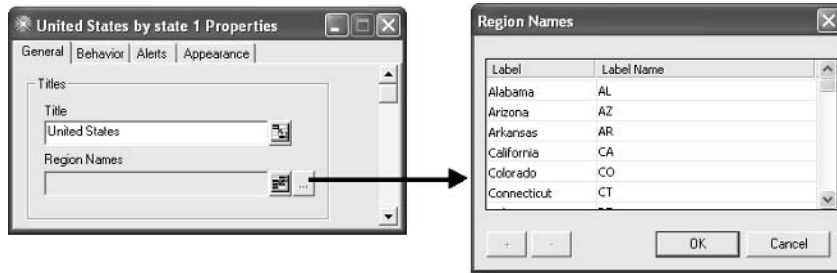 United States by state 1 Properties
General Behavior Alerts Appearance
Titles
Title
United States
Region Names
...
Region Names
Label Label Name
Alabama AL
Arizona AZ
Arkansas AR
California CA
Colorado CO
Connecticut CT
+ - OK Cancel